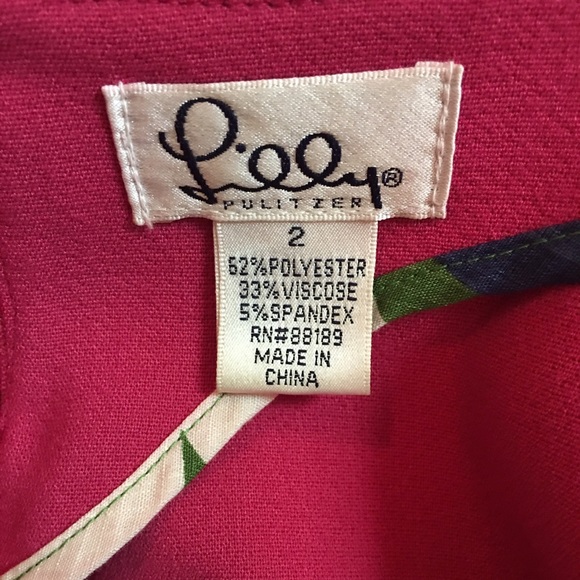 Lilly®
PULITZER
2
62%POLYESTER
33%VISCOSE
5%SPANDEX
RN#88189
MADE IN
CHINA